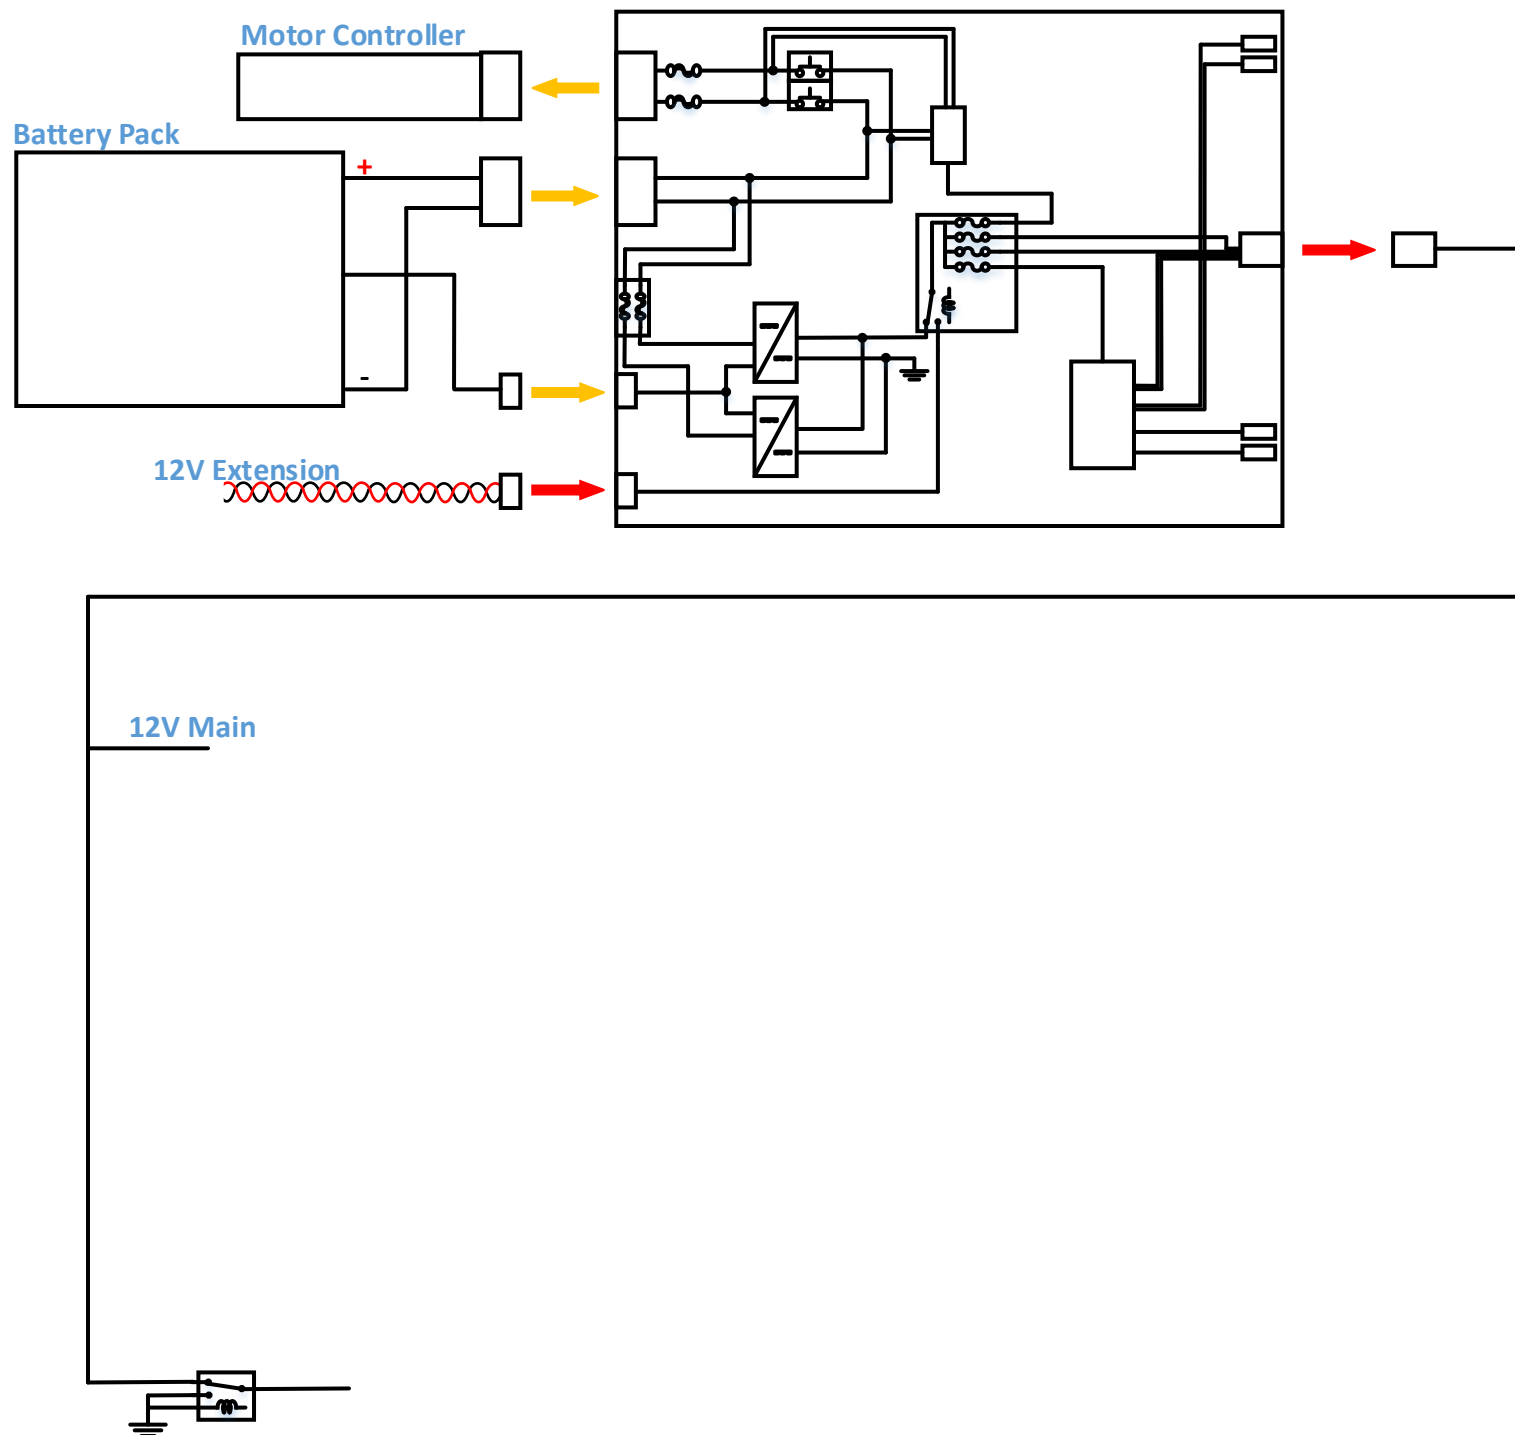 Motor Controller
Battery Pack
+
-
12V Extension
12V Main